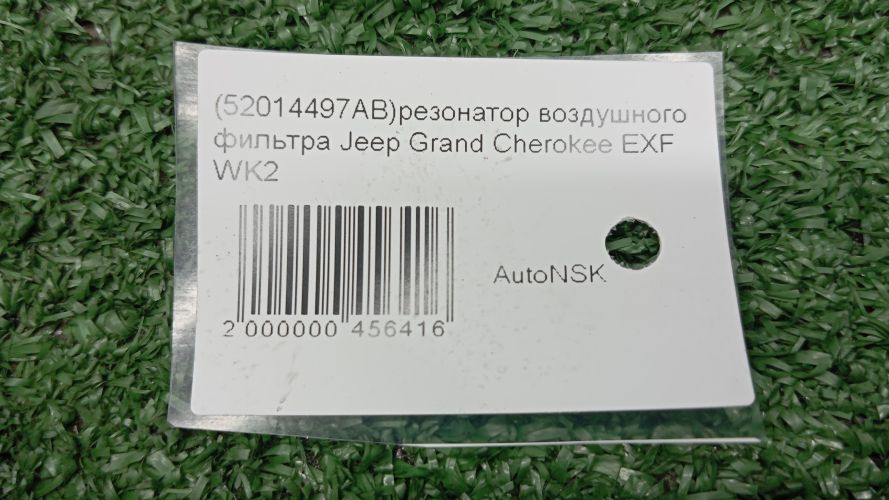 (52014497AB)резонатор воздушного
фильтра Jeep Grand Cherokee EXF
WK2
AutoNSK
2 000000 456416